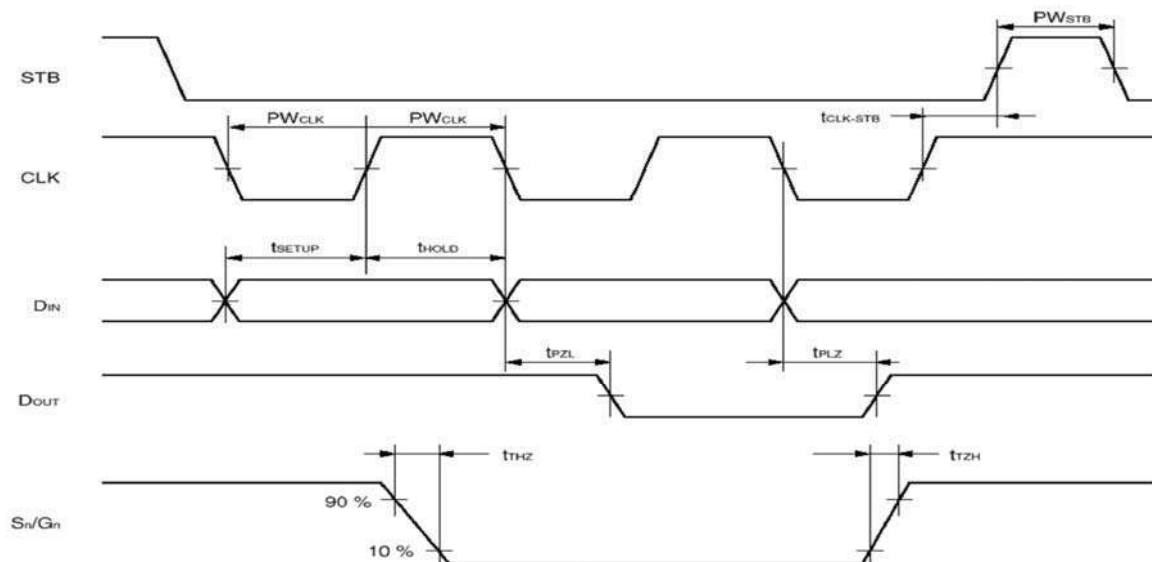 PWSTB
STB
tCLK-STB
PWCLK PWCLK
CLK
tSETUP tHOLD
DIN
tPZL tPLZ
DOUT
tTHZ tTZH
90 %
Sn/Gn
10 %